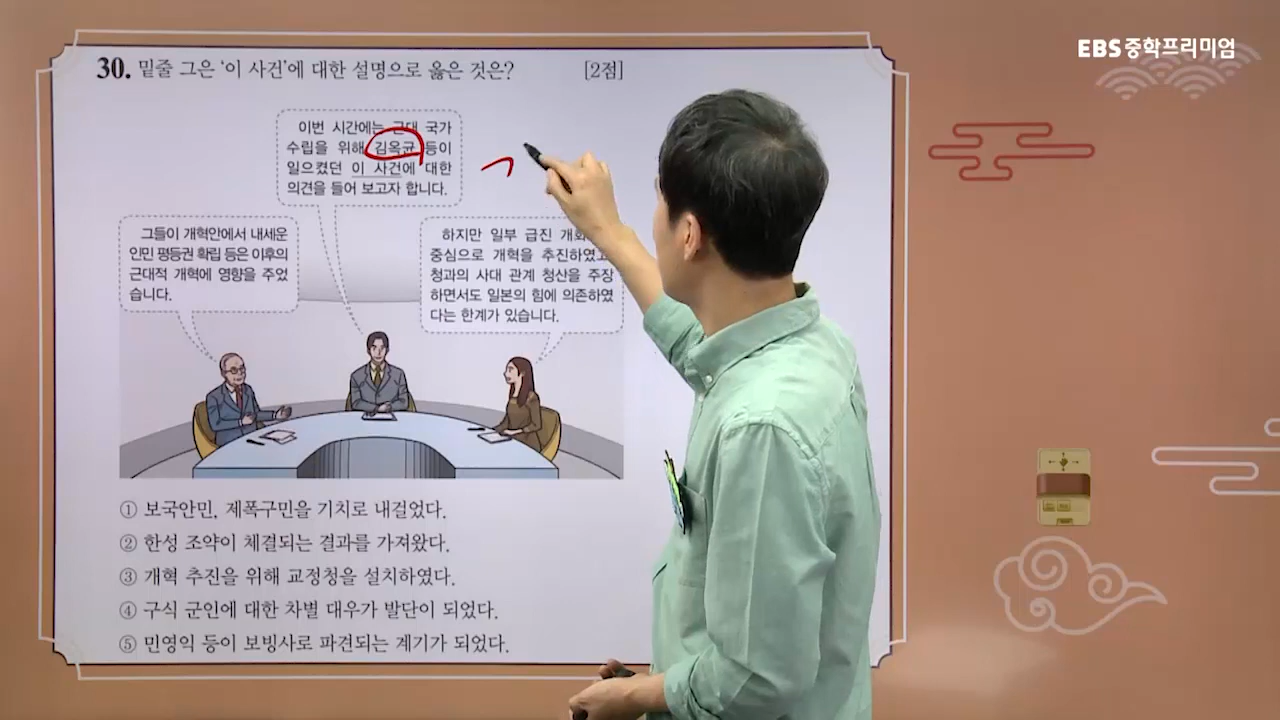 EBS 중학프리미엄
30. 밑줄 그은 ‘이 사건’에 대한 설명으로 옳은 것은? [2점]
이번 시간에는 근대 국가
수립을 위해 김옥균 등이
일으켰던 이 사건에 대한
의견을 들어 보고자 합니다.
그들이 개혁안에서 내세운
인민 평등권 확립 등은 이후의
근대적 개혁에 영향을 주었
습니다.
하지만 일부 급진
중심으로 개혁을 추진하였고
청과의 사대 관계 청산을 주장
하면서도 일본의 힘에 의존하였
다는 한계가 있습니다.
① 보국안민, 제폭구민을 기치로 내걸었다.
② 한성 조약이 체결되는 결과를 가져왔다.
③ 개혁 추진을 위해 교정청을 설치하였다.
④ 구식 군인에 대한 차별 대우가 발단이 되었다.
⑤ 민영익 등이 보빙사로 파견되는 계기가 되었다.